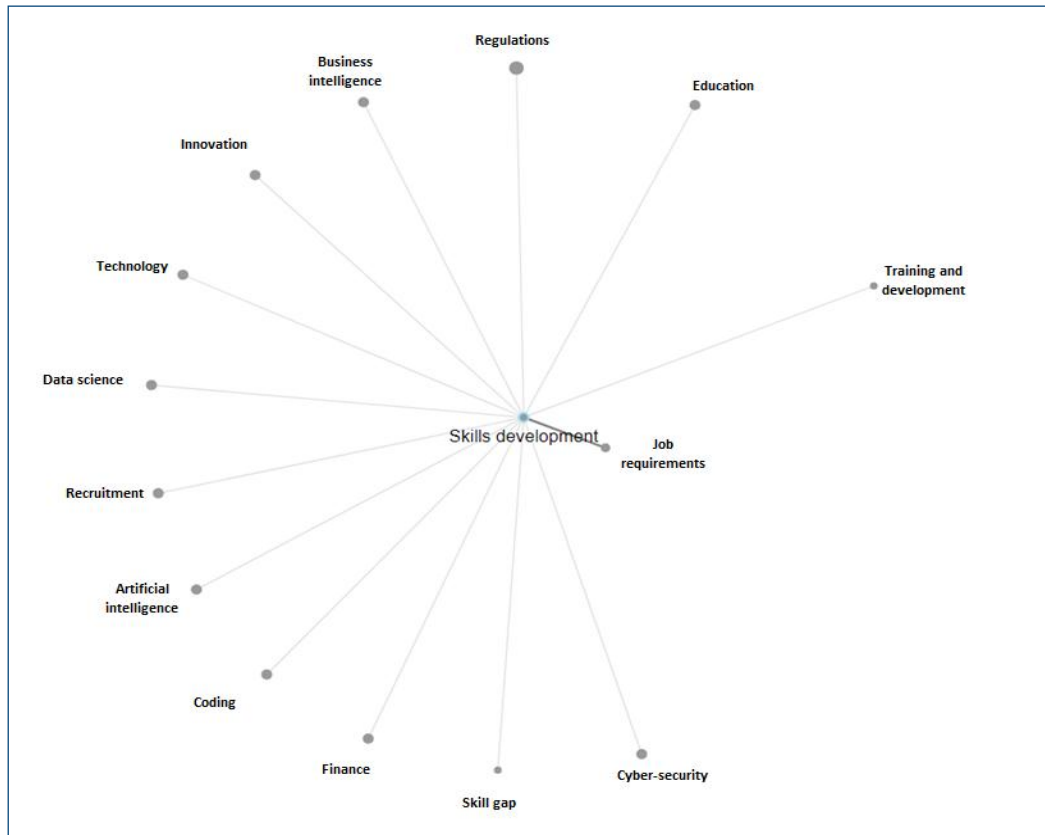 Regulations
Business
intelligence
Education
Innovation
Technology
Training and
development
Data science
Skills development
Job
requirements
Recruitment
Artificial
intelligence
Coding
Finance
Cyber-security
Skill gap